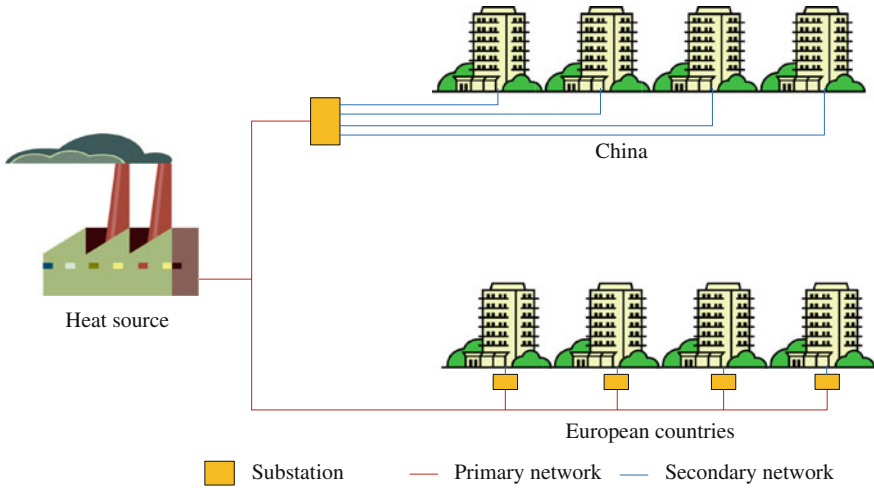 China
Heat source
European countries
Substation
Primary network
Secondary network